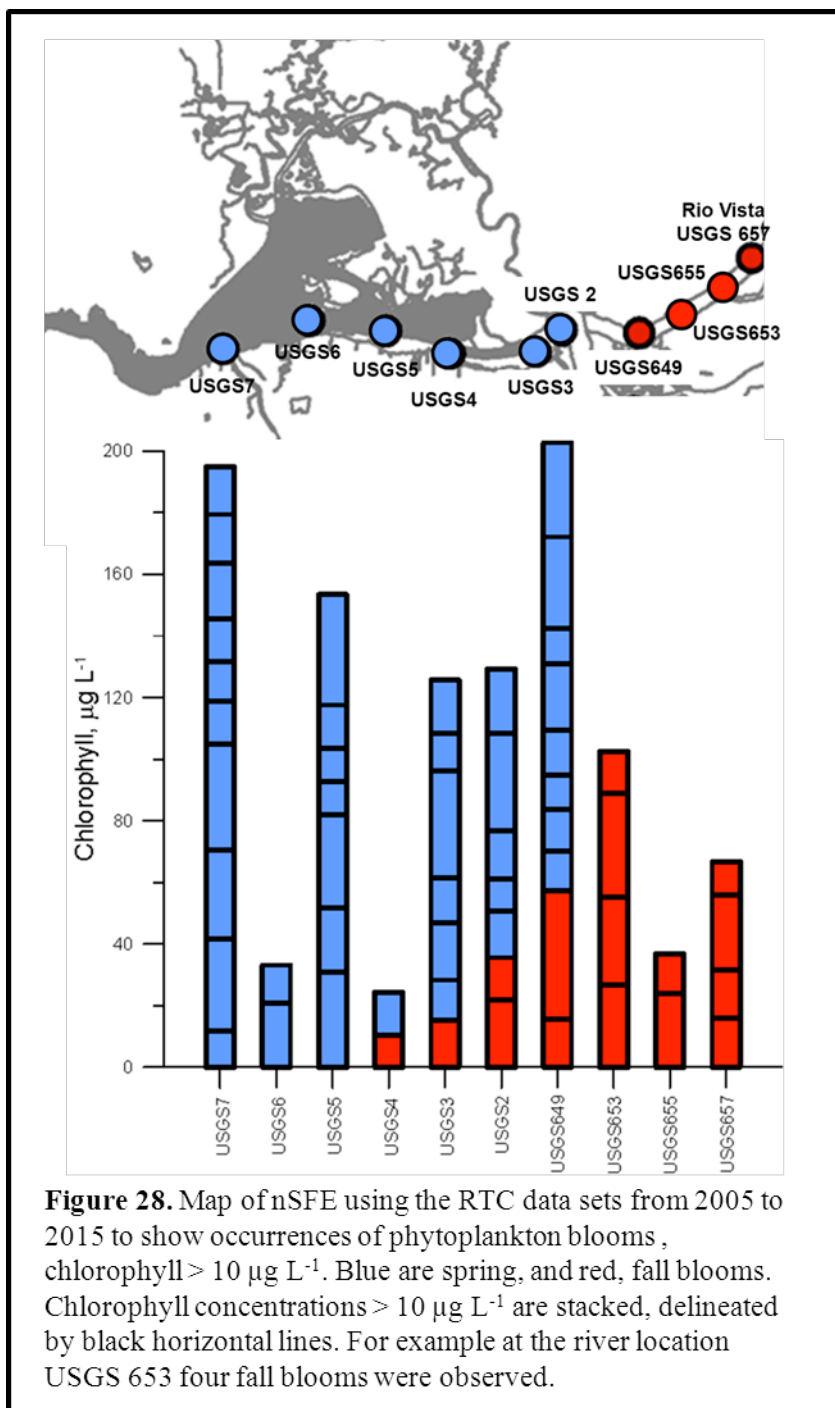 Rio Vista
USGS 657
USGS655
USGS 2
USGS653
USGS6
USGS5
USGS649
USGS7
USGS3
USGS4
200
160
120
80
40
0
Chlorophyll, µg L-1
USGS7
USGS6
USGS5
USGS4
USGS3
USGS2
USGS649
USGS653
USGS655
USGS657
Figure 28. Map of nSFE using the RTC data sets from 2005 to
2015 to show occurrences of phytoplankton blooms ,
chlorophyll > 10 µg L-1. Blue are spring, and red, fall blooms.
Chlorophyll concentrations > 10 µg L-1 are stacked, delineated
by black horizontal lines. For example at the river location
USGS 653 four fall blooms were observed.